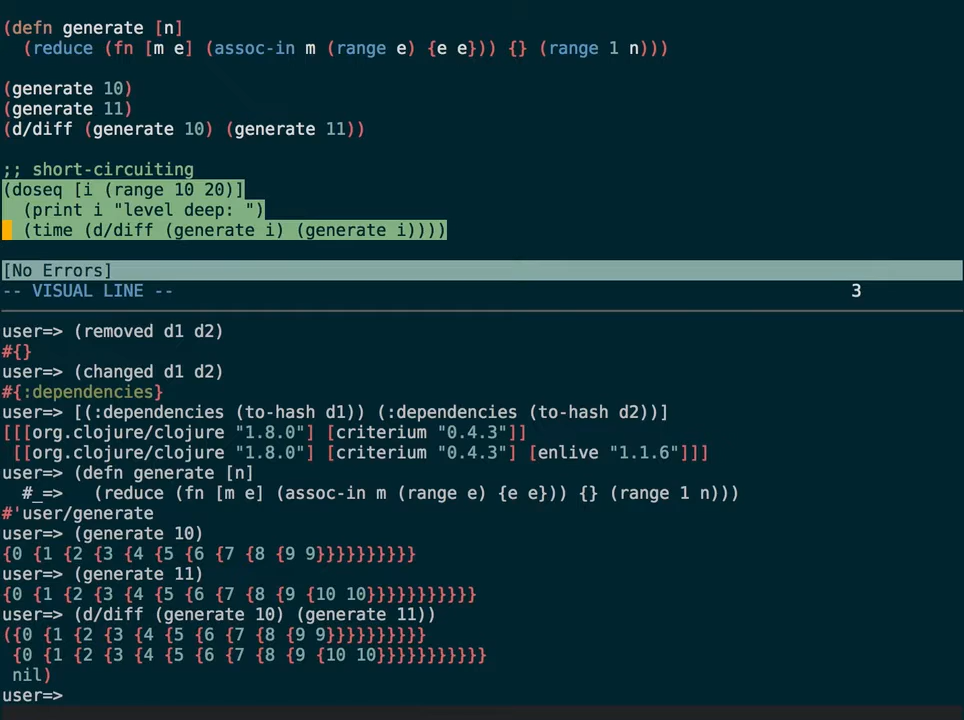 (defn generate [n]
  (reduce (fn [m e] (assoc-in m (range e) {e e})) {} (range 1 n)))
(generate 10)
(generate 11)
(d/diff (generate 10) (generate 11))
;; short-circuiting
(doseq [i (range 10 20)]
  (print i "level deep: ")
  (time (d/diff (generate i) (generate i))))
[No Errors]
-- VISUAL LINE -- 3
user=> (removed d1 d2)
#{}
user=> (changed d1 d2)
#{:dependencies}
user=> [(:dependencies (to-hash d1)) (:dependencies (to-hash d2))]
[[[org.clojure/clojure "1.8.0"] [criterium "0.4.3"]]
 [[org.clojure/clojure "1.8.0"] [criterium "0.4.3"] [enlive "1.1.6"]]]
user=> (defn generate [n]
  #_=>   (reduce (fn [m e] (assoc-in m (range e) {e e})) {} (range 1 n)))
#'user/generate
user=> (generate 10)
{0 {1 {2 {3 {4 {5 {6 {7 {8 {9 9}}}}}}}}}}
user=> (generate 11)
{0 {1 {2 {3 {4 {5 {6 {7 {8 {9 {10 10}}}}}}}}}}}
user=> (d/diff (generate 10) (generate 11))
({0 {1 {2 {3 {4 {5 {6 {7 {8 {9 9}}}}}}}}}}
 {0 {1 {2 {3 {4 {5 {6 {7 {8 {9 {10 10}}}}}}}}}}}
 nil)
user=>